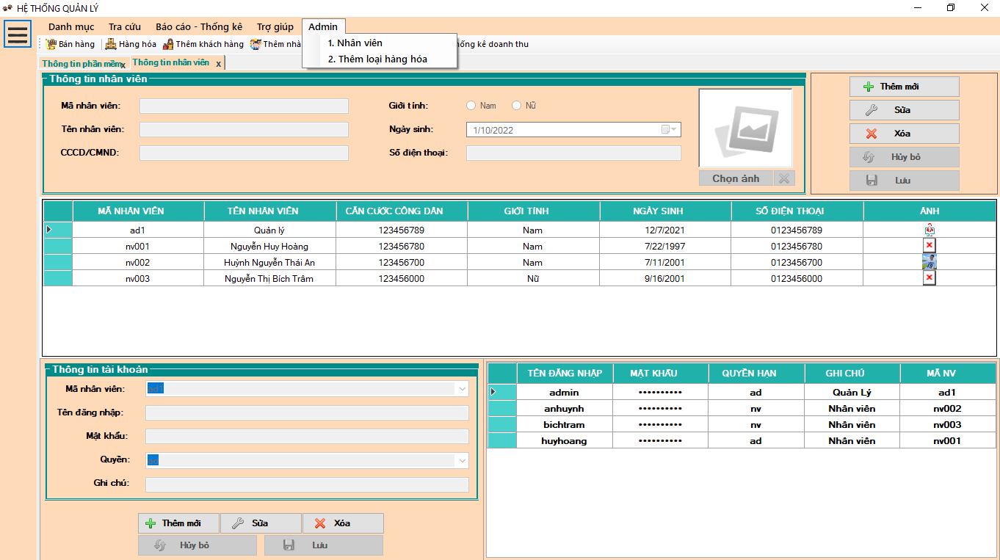 HỆ THỐNG QUẢN LÝ
Danh mục Tra cứu Báo cáo - Thống kê Trợ giúp Admin
1. Nhân viên
2. Thêm loại hàng hóa
Bán hàng Hàng hóa Thêm khách hàng Thêm nhà hống kê doanh thu
Thông tin phần mềm x Thông tin nhân viên x
Thông tin nhân viên
Mã nhân viên: Giới tính: Nam Nữ
Tên nhân viên: Ngày sinh: 1/10/2022
CCCD/CMND: Số điện thoại:
Chọn ảnh
Thêm mới
Sửa
Xóa
Hủy bỏ
Lưu
MÃ NHÂN VIÊN TÊN NHÂN VIÊN CĂN CƯỚC CÔNG DÂN GIỚI TÍNH NGÀY SINH SỐ ĐIỆN THOẠI ẢNH
ad1 Quản lý 123456789 Nam 12/7/2021 0123456789
nv001 Nguyễn Huy Hoàng 123456780 Nam 7/22/1997 0123456780
nv002 Huỳnh Nguyễn Thái An 123456700 Nam 7/11/2001 0123456700
nv003 Nguyễn Thị Bích Trâm 123456000 Nữ 9/16/2001 0123456000
Thông tin tài khoản
Mã nhân viên: ad1
Tên đăng nhập:
Mật khẩu:
Quyền: ad
Ghi chú:
Thêm mới Sửa Xóa
Hủy bỏ Lưu
TÊN ĐĂNG NHẬP MẬT KHẨU QUYỀN HẠN GHI CHÚ MÃ NV
admin •••••••••• ad Quản Lý ad1
anhuynh •••••••••• nv Nhân viên nv002
bichtram •••••••••• nv Nhân viên nv003
huyhoang •••••••••• ad Nhân viên nv001